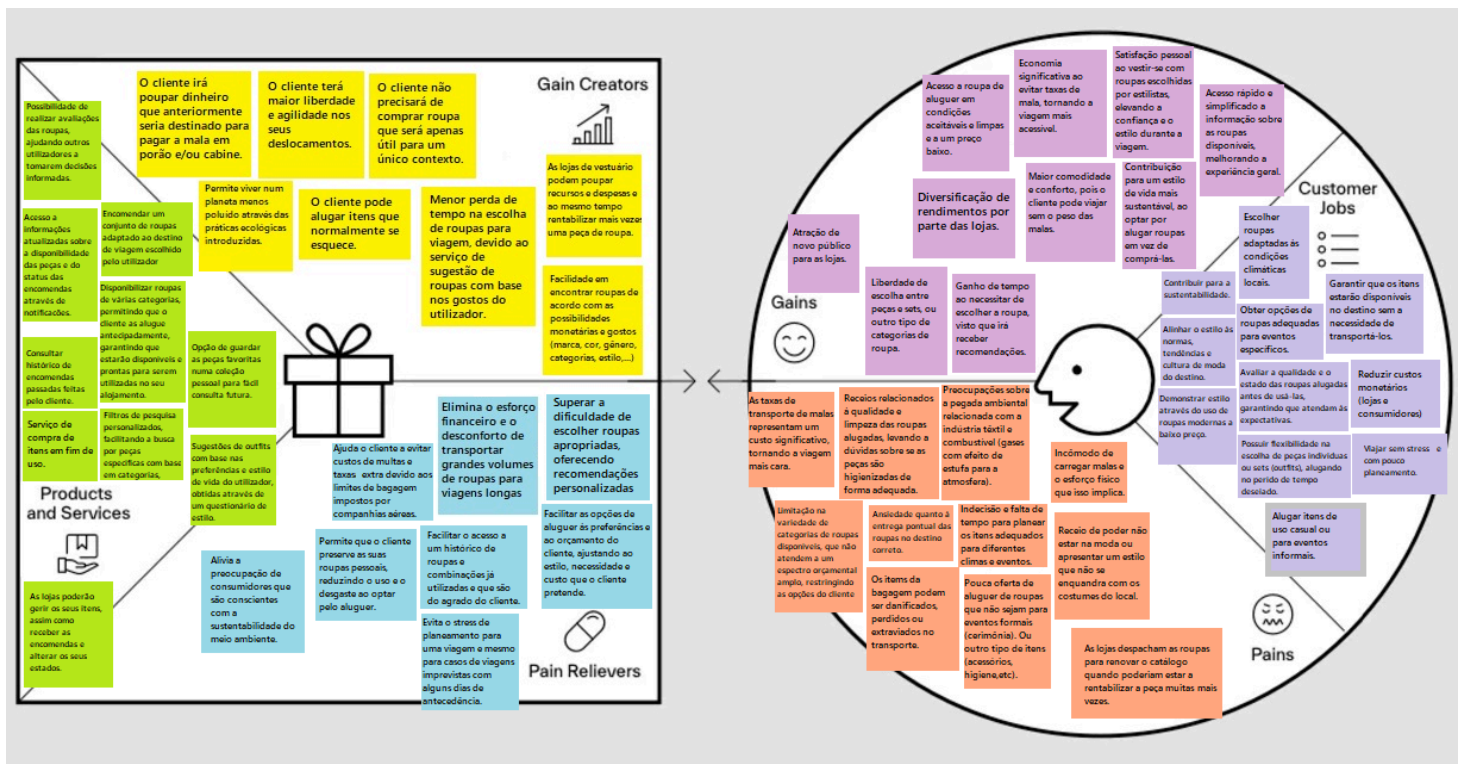 O cliente irá
poupar dinheiro
que anteriormente
seria destinado para
pagar a mala em
porão e/ou cabine.
O cliente terá
maior liberdade
e agilidade nos
seus
deslocamentos.
O cliente não
precisará de
comprar roupa
que será apenas
útil para um
único contexto.
Gain Creators
Possibilidade de
realizar avaliações
das roupas,
ajudando outros
utilizadores a
tomarem decisões
informadas.
As lojas de vestuário
podem poupar
recursos e despesas e
ao mesmo tempo
rentabilizar mais vezes
uma peça de roupa.
Permite viver num
planeta menos
poluído através das
práticas ecológicas
introduzidas.
O cliente pode
alugar itens que
normalmente se
esquece.
Menor perda de
tempo na escolha
de roupas para
viagem, devido ao
serviço de
sugestão de
roupas com base
nos gostos do
utilizador.
Acesso a
informações
atualizadas sobre
a disponibilidade
das peças e do
status das
encomendas
através de
notificacões.
Encomendar um
conjunto de roupas
adaptado ao destino
de viagem escolhido
pelo utilizador
Facilidade em
encontrar roupas de
acordo com as
possibilidades
monetárias e gostos
(marca, cor, género,
categorias, estilo,...)
Disponibilizar roupas
de várias categorias,
permitindo que o
cliente as alugue
antecipadamente,
garantindo que
estarão disponíveis e
prontas para serem
utilizadas no seu
alojamento.
Consultar
histórico de
encomendas
passadas feitas
pelo cliente.
Opção de guardar
as peças favoritas
numa coleção
pessoal para fácil
consulta futura.
Serviço de
compra de
itens em fim de
uso.
Filtros de pesquisa
personalizados,
facilitando a busca
por peças
específicas com base
em categorias,
Sugestões de outfits
com base nas
preferências e estilo
de vida do utilizador,
obtidas através de
um questionário de
estilo.
Products
and Services
As lojas poderão
gerir os seus itens,
assim como
receber as
encomendas e
alterar os seus
estados.
Ajuda o cliente a evitar
custos de multas e
taxas extra devido aos
limites de bagagem
impostos por
companhias aéreas.
Elimina o esforço
financeiro e o
desconforto de
transportar
grandes volumes
de roupas para
viagens longas
Superar a
dificuldade de
escolher roupas
apropriadas,
oferecendo
recomendações
personalizadas
Alivia a
preocupação de
consumidores que
são conscientes
com a
sustentabilidade do
meio ambiente.
Permite que o cliente
preserve as suas
roupas pessoais,
reduzindo o uso e o
desgaste ao optar
pelo aluguer.
Facilitar o acesso a
um histórico de
roupas e
combinações já
utilizadas e que são
do agrado do cliente.
Facilitar as opções de
aluguer ás preferências e
ao orçamento do
cliente, ajustando ao
estilo, necessidade e
custo que o cliente
pretende.
Evita o stress de
planeamento para
uma viagem e mesmo
para casos de viagens
imprevistas com
alguns dias de
antecedência.
Pain Relievers
Acesso a roupa de
aluguer em
condições
aceitáveis e limpas
e a um preço
baixo.
Economia
significativa ao
evitar taxas de
mala, tornando a
viagem mais
acessível.
Satisfação pessoal
ao vestir-se com
roupas escolhidas
por estilistas,
elevando a
confiança e o
estilo durante a
viagem.
Acesso rápido e
simplificado a
informação sobre
as roupas
disponíveis,
melhorando a
experiência geral.
Diversificação de
rendimentos por
parte das lojas.
Maior comodidade
e conforto, pois o
cliente pode viajar
sem o peso das
malas.
Contribuição
para um estilo
de vida mais
sustentável, ao
optar por
alugar roupas
em vez de
comprá-las.
Atração de
novo público
para as lojas.
Liberdade de
escolha entre
peças e sets, ou
outro tipo de
categorias de
roupa.
Ganho de tempo
ao necessitar de
escolher a roupa,
visto que irá
receber
recomendações.
Gains
Customer
Jobs
Escolher
roupas
adaptadas ás
condições
climáticas
locais.
Contribuir para a
sustentabilidade.
Garantir que os itens
estarão disponíveis
no destino sem a
necessidade de
transportá-los.
Obter opções de
roupas adequadas
para eventos
específicos.
Alinhar o estilo às
normas,
tendências e
cultura de moda
do destino.
Avaliar a qualidade e o
estado das roupas alugadas
antes de usá-las,
garantindo que atendam às
expectativas.
Reduzir custos
monetários
(lojas e
consumidores)
Demonstrar estilo
através do uso de
roupas modernas a
baixo preço.
Possuir flexibilidade na
escolha de peças individuas
ou sets (outfits), alugando
no perido de tempo
desejado.
Viajar sem stress e
com pouco
planeamento.
Alugar itens de
uso casual ou
para eventos
informais.
As taxas de
transporte de malas
representam um
custo significativo,
tornando a viagem
mais cara.
Receios relacionados
à qualidade e
limpeza das roupas
alugadas, levando a
dúvidas sobre se as
peças são
higienizadas de
forma adequada.
Preocupações sobre
a pegada ambiental
relacionada com a
indústria têxtil e
combustível (gases
com efeito de
estufa para a
atmosfera).
Incómodo de
carregar malas e
o esforço físico
que isso implica.
Limitação na
variedade de
categorias de roupas
disponíveis, que não
atendem a um
espectro orçamental
amplo, restringindo
as opções do cliente
Ansiedade quanto à
entrega pontual das
roupas no destino
correto.
Indecisão e falta de
tempo para planear
os itens adequados
para diferentes
climas e eventos.
Receio de poder não
estar na moda ou
apresentar um estilo
que não se
enquandra com os
costumes do local.
Os items da
bagagem podem
ser danificados,
perdidos ou
extraviados no
transporte.
Pouca oferta de
aluguer de roupas
que não sejam para
eventos formais
(cerimônia). Ou
outro tipo de itens
(acessórios,
higiene,etc).
As lojas despacham as roupas
para renovar o catálogo
quando poderiam estar a
rentabilizar a peça muitas mais
vezes.
Pains